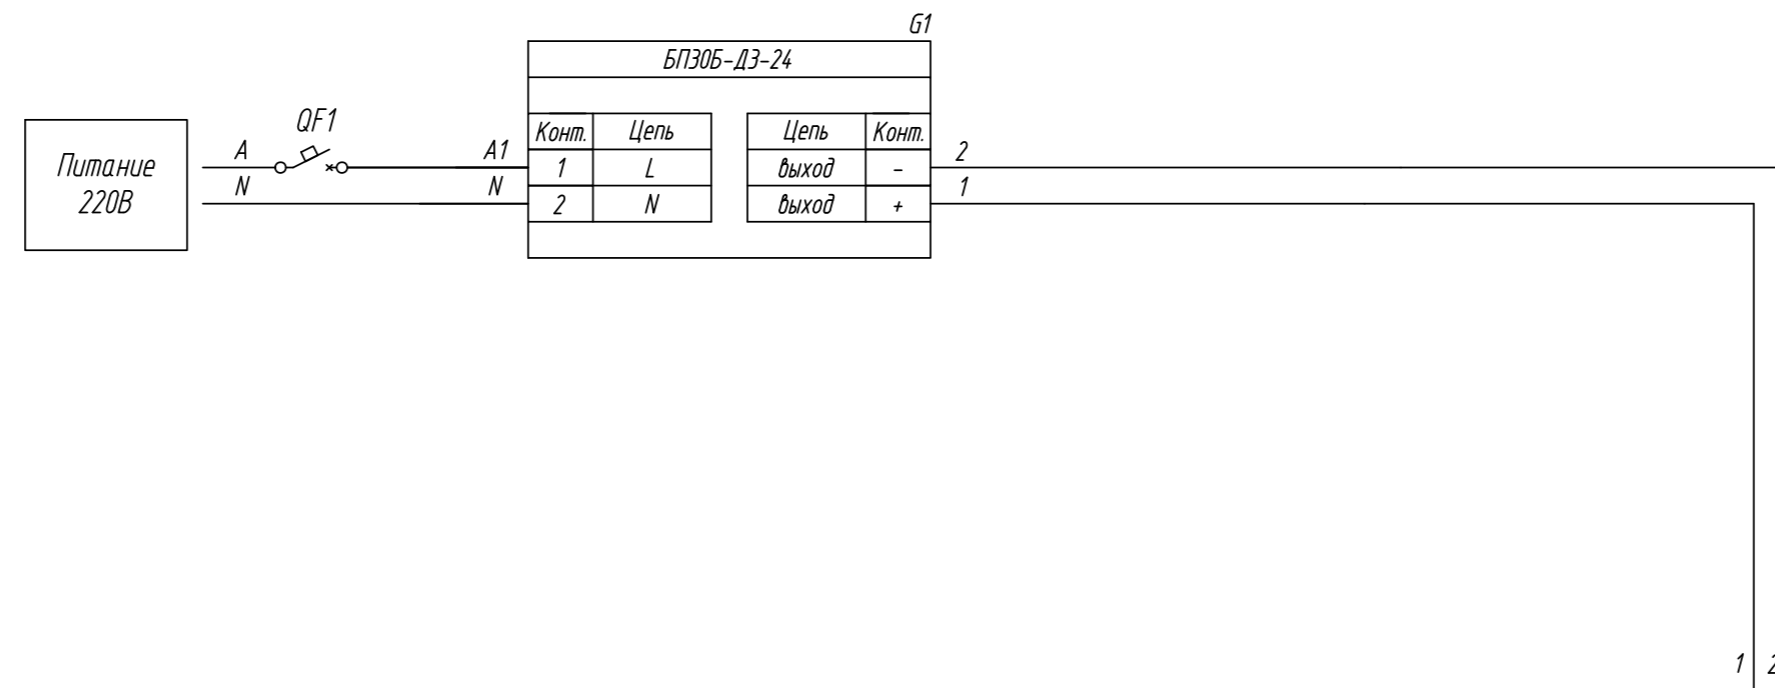 G1
БП30Б-Д3-24
QF1
Питание
220В
A
N
A1
N
Конт. Цепь
1 L
2 N
Цепь Конт.
выход -
выход +
2
1
1 2